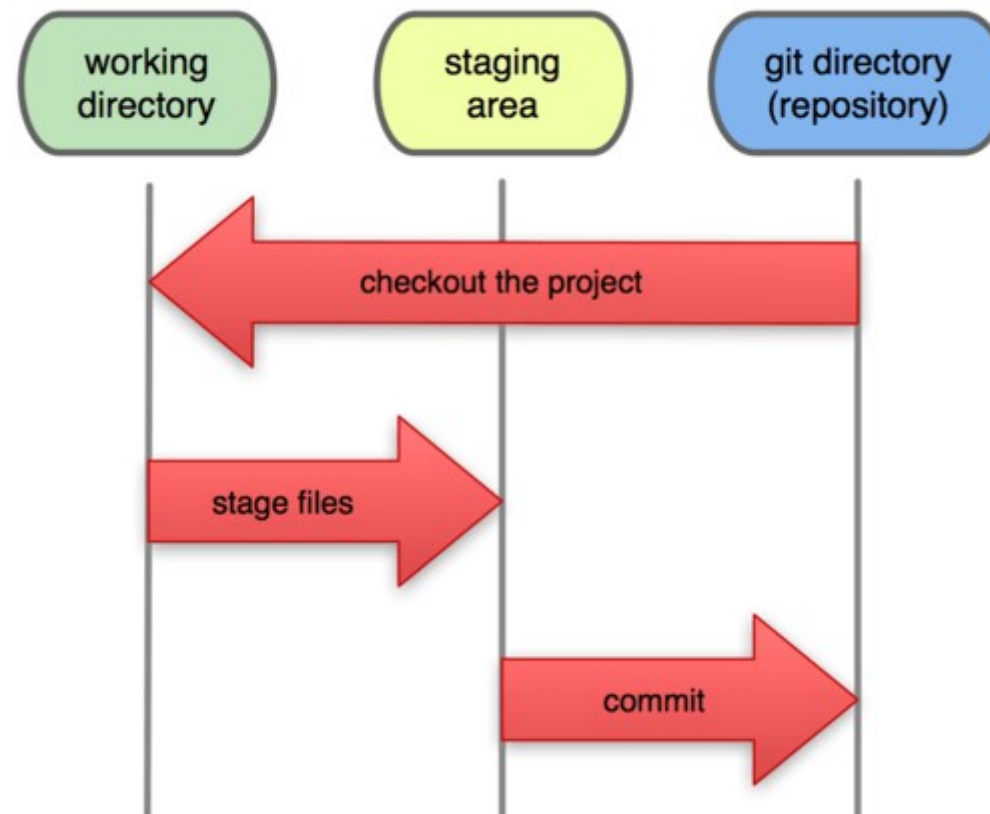 working
directory
staging
area
git directory
(repository)
checkout the project
stage files
commit